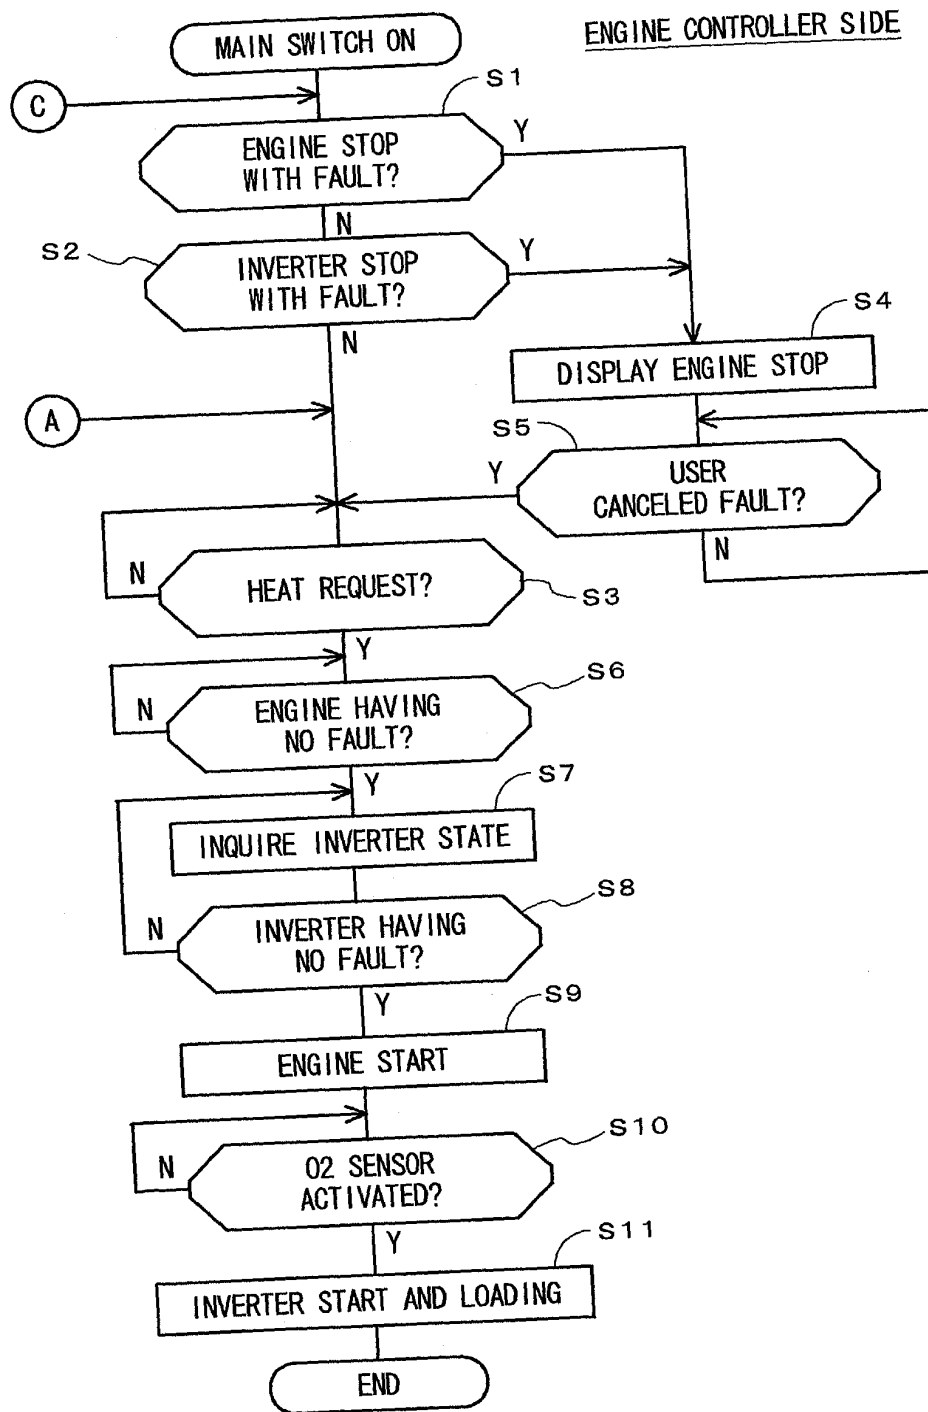 ENGINE CONTROLLER SIDE
MAIN SWITCH ON
C
S1
ENGINE STOP
WITH FAULT?
Y
N
S2
INVERTER STOP
WITH FAULT?
Y
N
S4
DISPLAY ENGINE STOP
A
S5
USER
CANCELED FAULT?
Y
N
HEAT REQUEST?
N
S3
Y
S6
ENGINE HAVING
NO FAULT?
N
Y
S7
INQUIRE INVERTER STATE
S8
INVERTER HAVING
NO FAULT?
N
Y
S9
ENGINE START
S10
O2 SENSOR
ACTIVATED?
N
Y
S11
INVERTER START AND LOADING
END